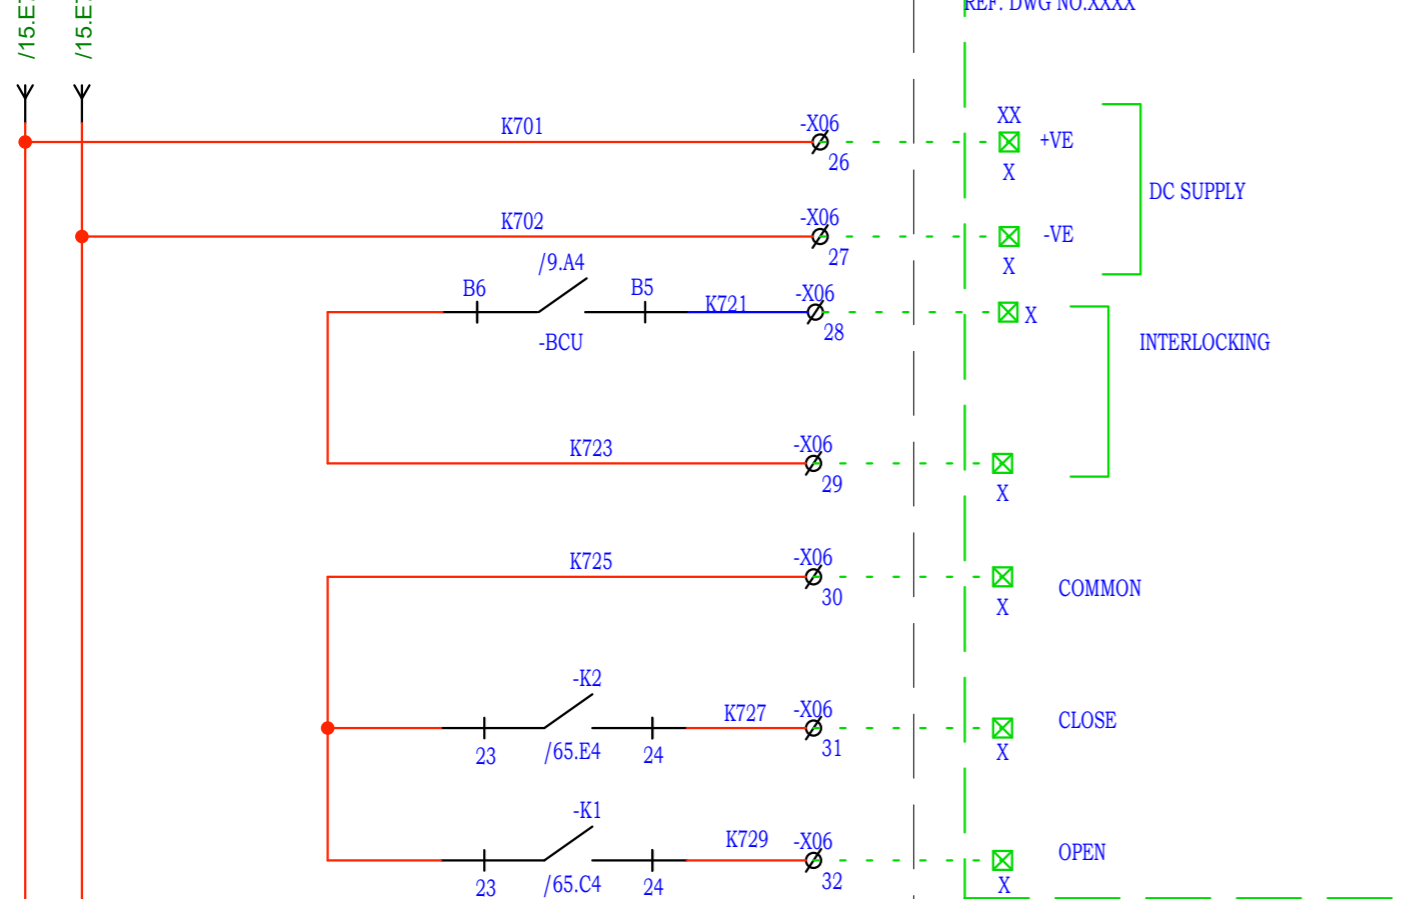 REF. DWG NO.XXXX
/15.E
/15.E
K701
-X06
26
XX
X
+VE
DC SUPPLY
K702
-X06
27
-VE
X
/9.A4
B6
B5
-BCU
K721
-X06
28
X
INTERLOCKING
K723
-X06
29
X
K725
-X06
30
X
COMMON
-K2
23
/65.E4
24
K727
-X06
31
X
CLOSE
-K1
23
/65.C4
24
K729
-X06
32
X
OPEN